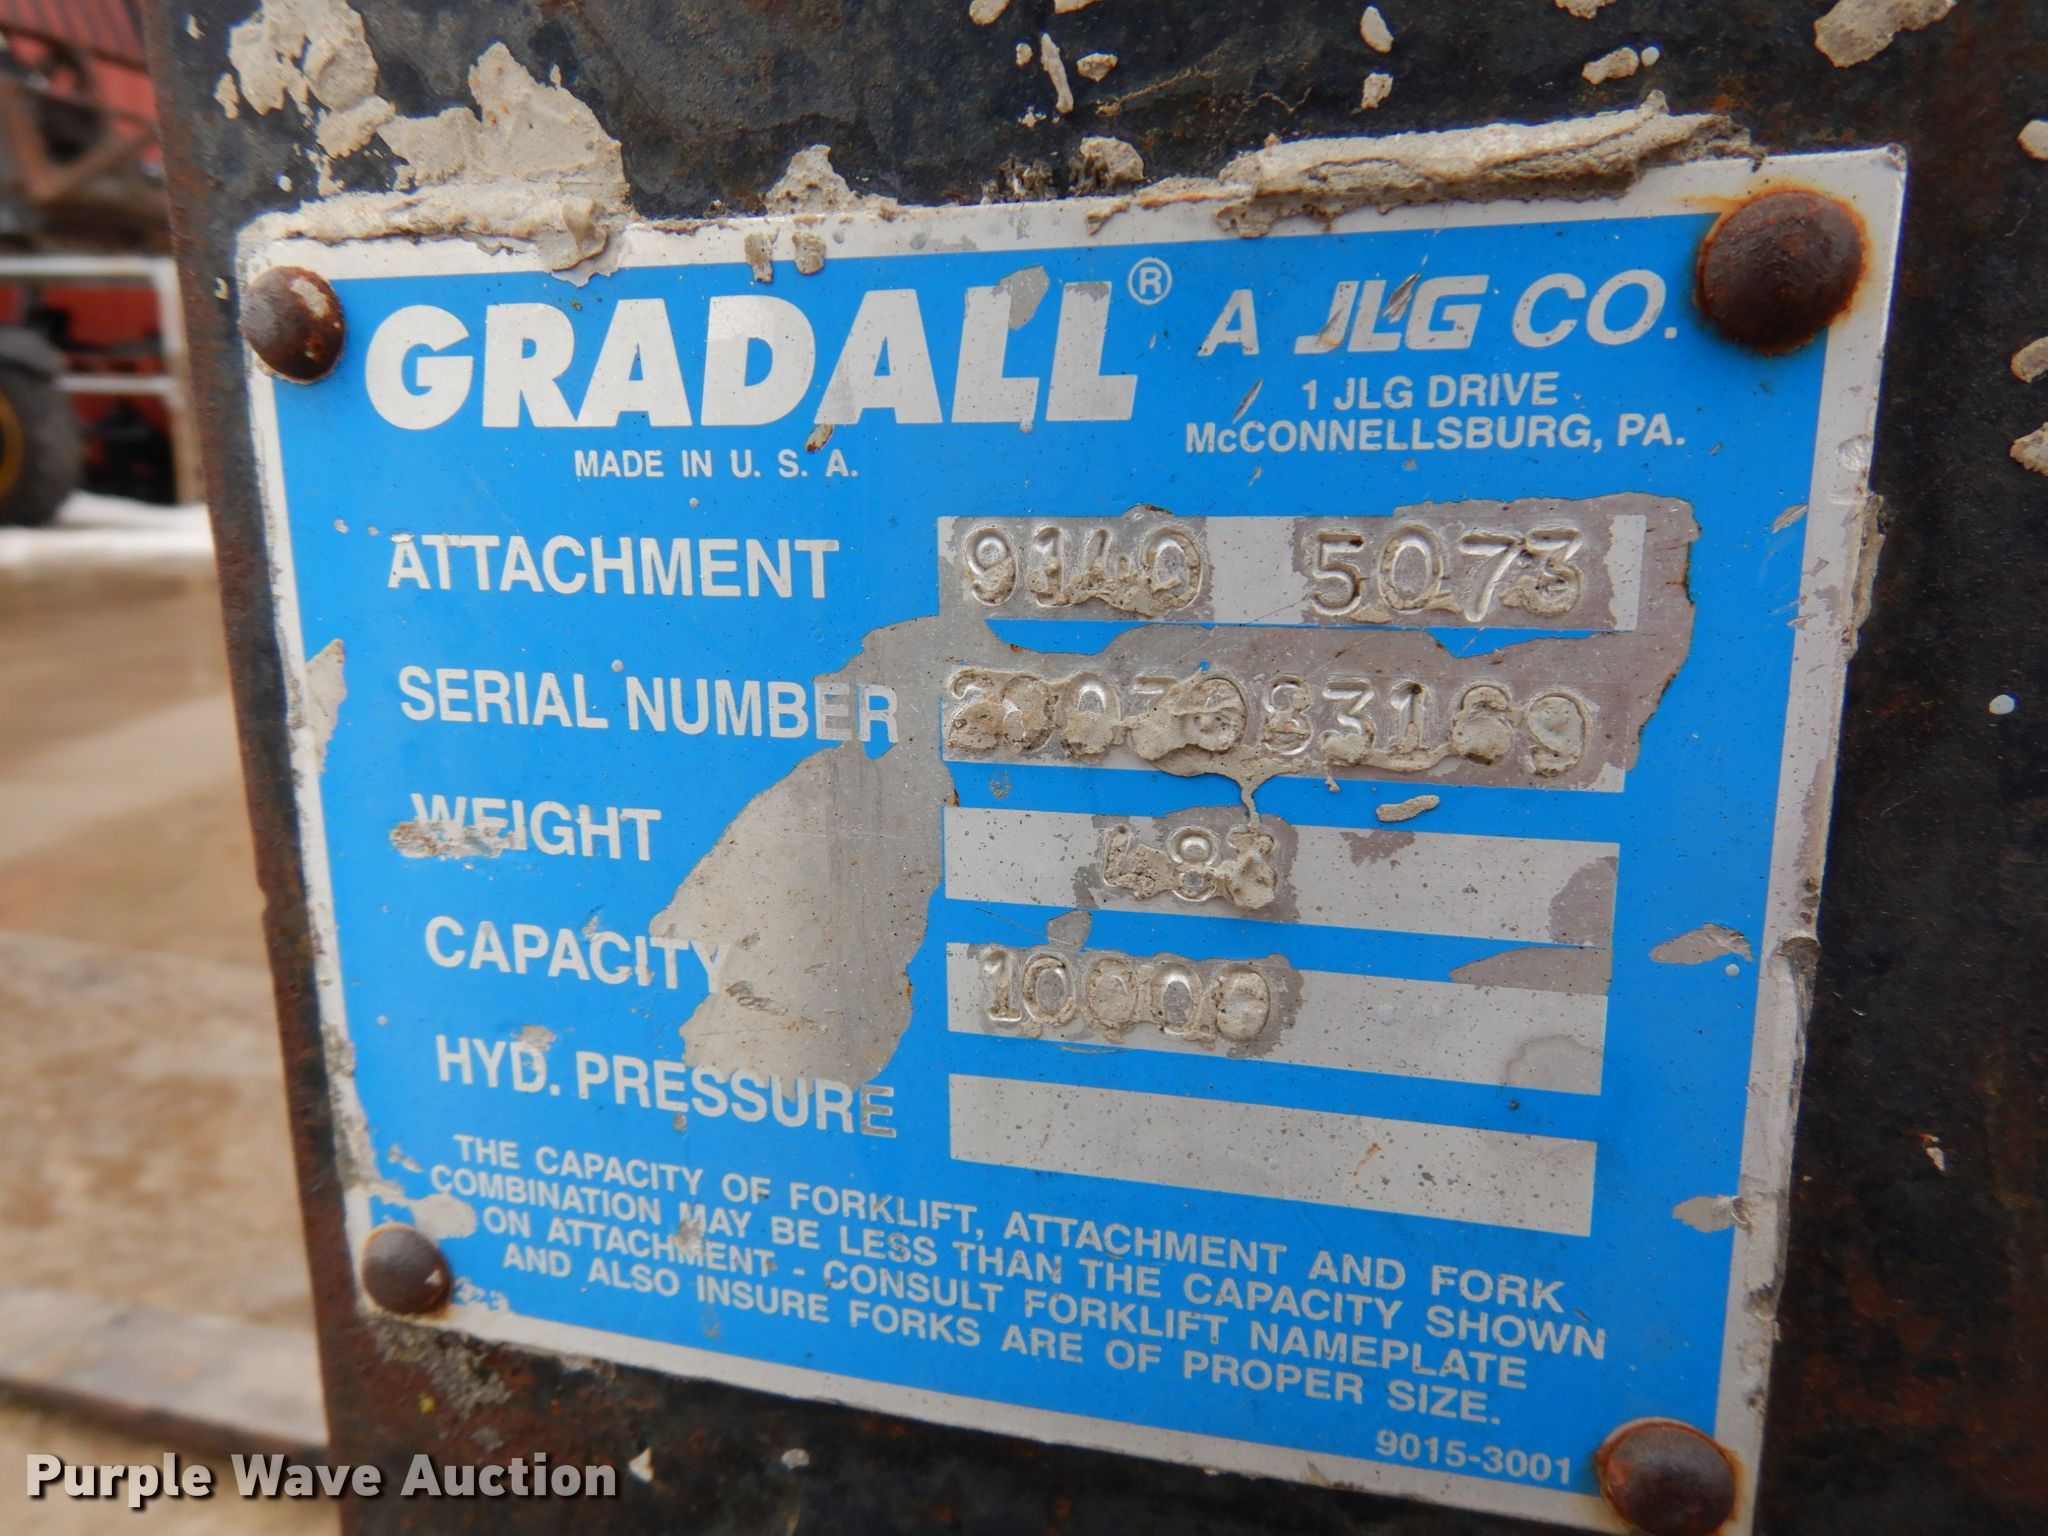 GRADALL® A JLG CO.
1 JLG DRIVE
McCONNELLSBURG, PA.
MADE IN U. S. A.
ATTACHMENT 9140 5073
SERIAL NUMBER
WEIGHT
CAPACITY 10000
HYD. PRESSURE
THE CAPACITY OF FORKLIFT, ATTACHMENT AND FORK
COMBINATION MAY BE LESS THAN THE CAPACITY SHOWN
ON ATTACHMENT - CONSULT FORKLIFT NAMEPLATE
AND ALSO INSURE FORKS ARE OF PROPER SIZE.
9015-3001
Purple Wave Auction